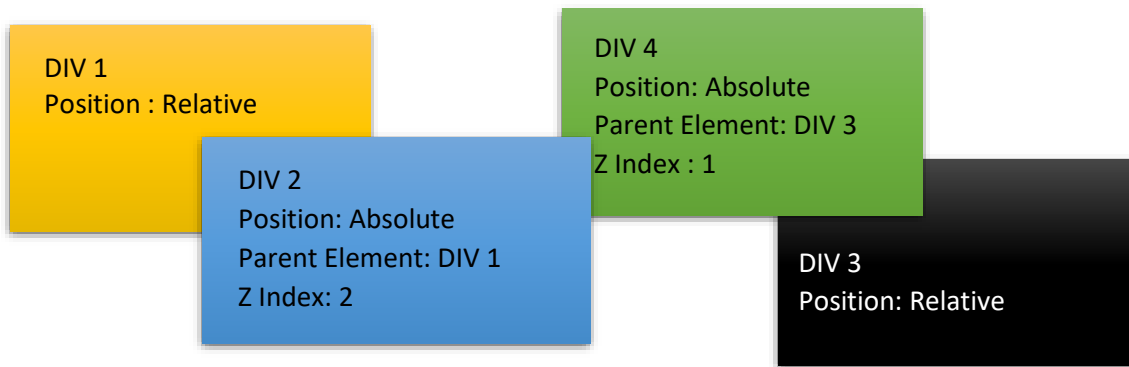 DIV 1
Position : Relative
DIV 2
Position: Absolute
Parent Element: DIV 1
Z Index: 2
DIV 4
Position: Absolute
Parent Element: DIV 3
Z Index : 1
DIV 3
Position: Relative